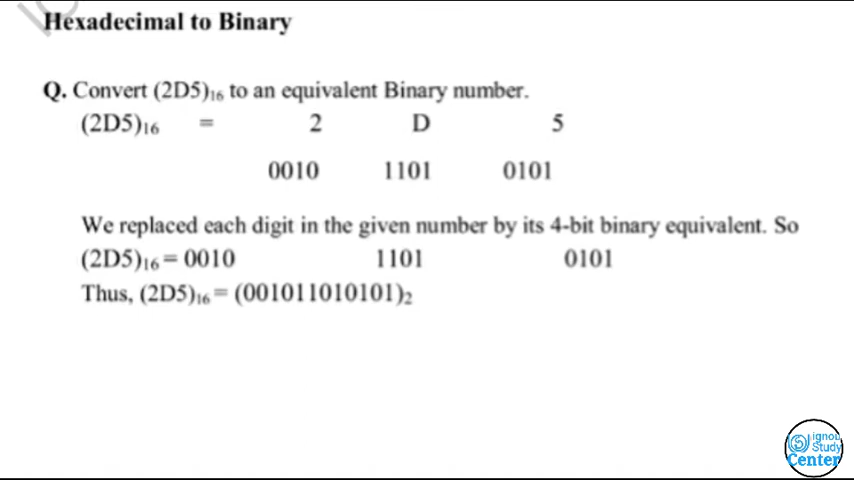 Hexadecimal to Binary
Q. Convert (2D5)₁₆ to an equivalent Binary number.
(2D5)₁₆ = 2 D 5
0010 1101 0101
We replaced each digit in the given number by its 4-bit binary equivalent. So
(2D5)₁₆ = 0010 1101 0101
Thus, (2D5)₁₆ = (001011010101)₂
ignou
Study
Center